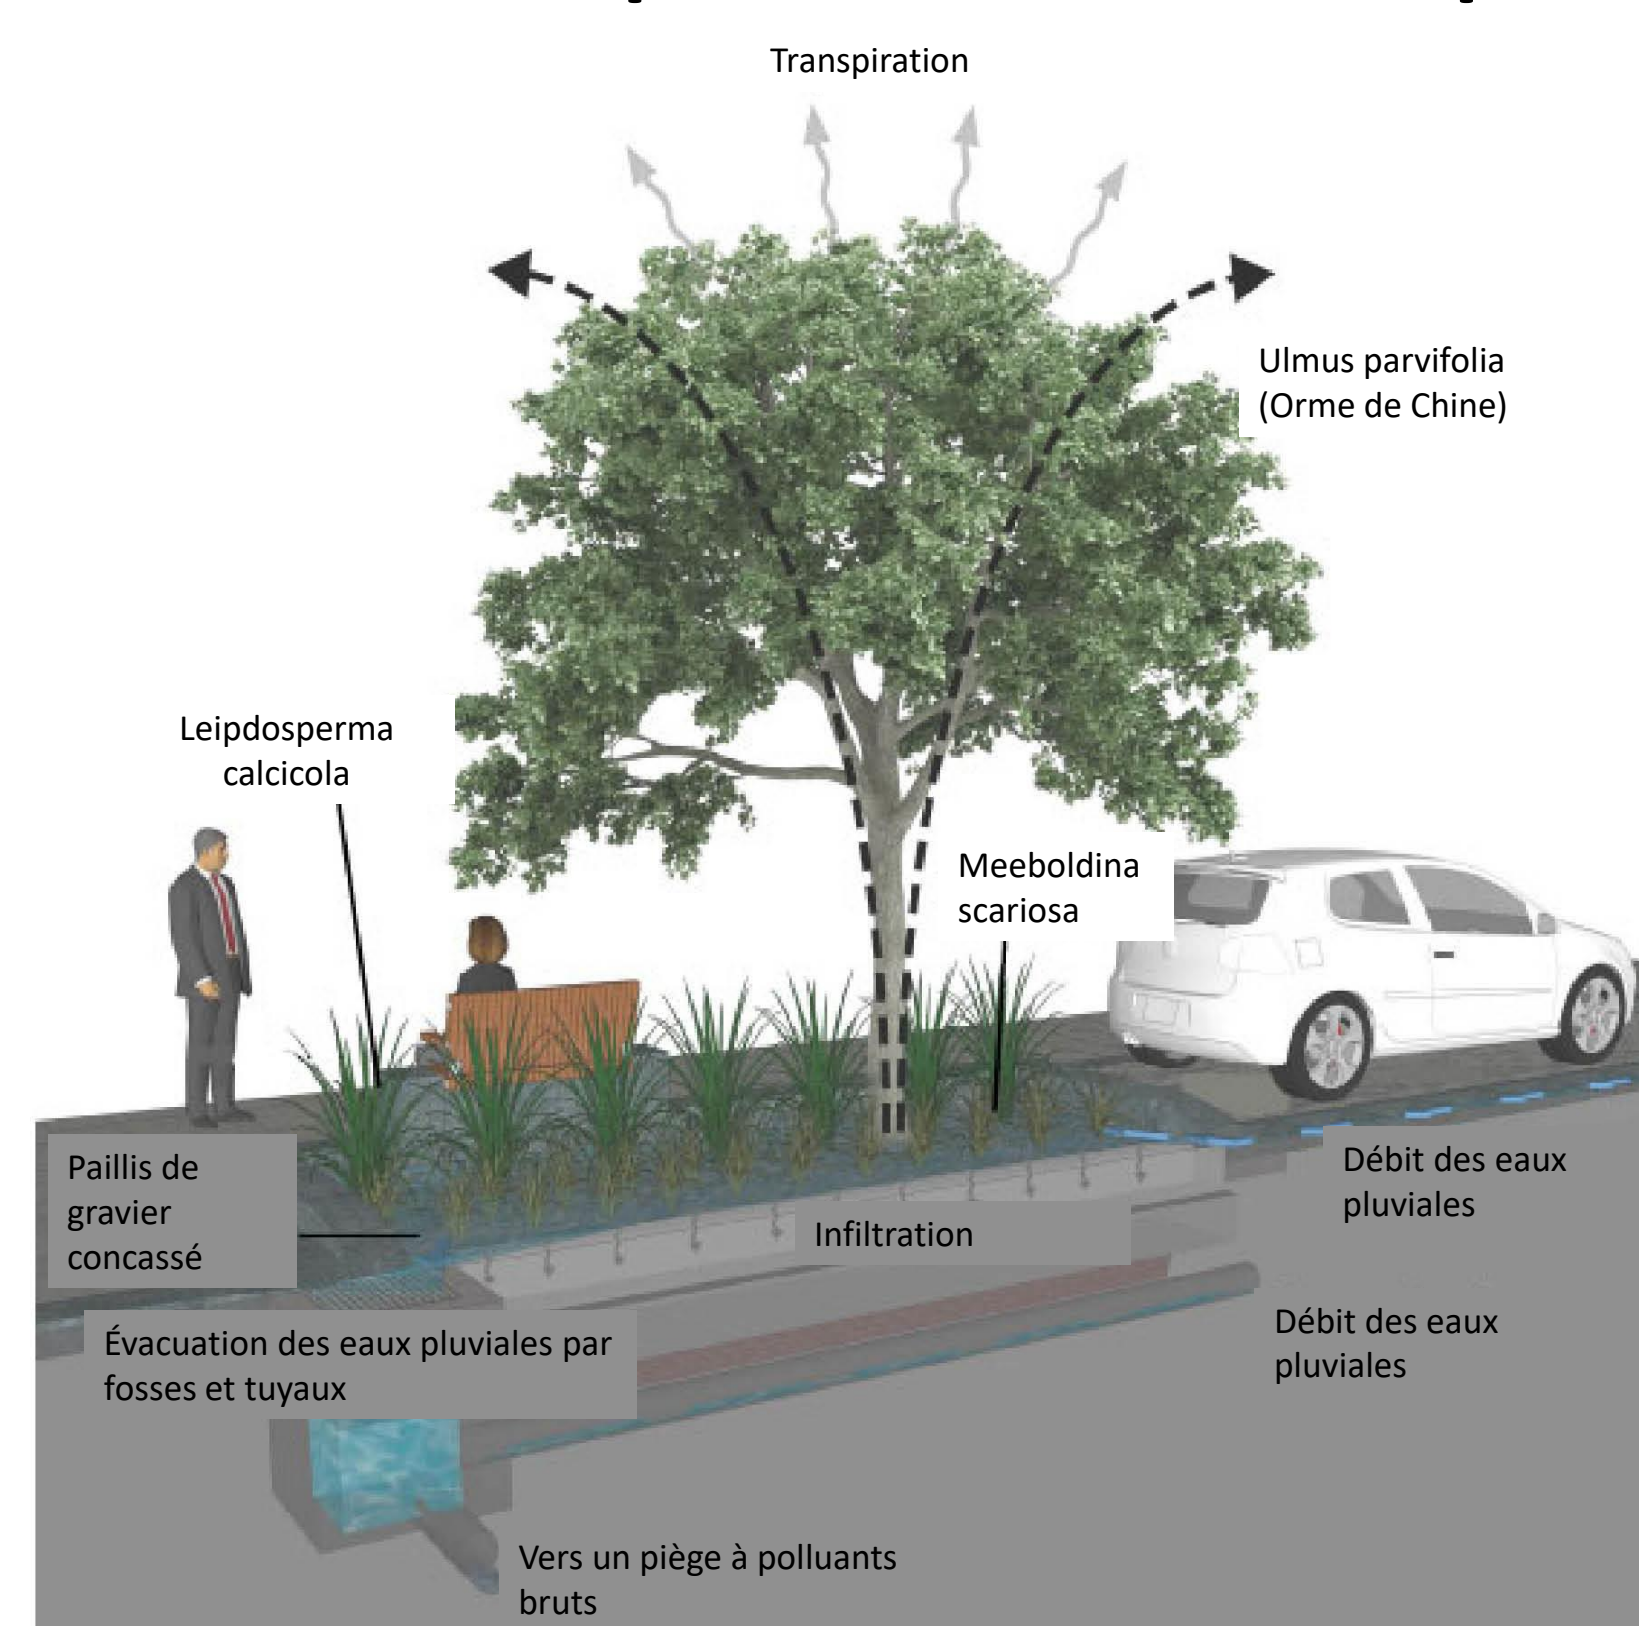 Transpiration
Ulmus parvifolia
(Orme de Chine)
Leipdosperma
calcicola
Meeboldina
scariosa
Paillis de
gravier
concassé
Débit des eaux
pluviales
Infiltration
Évacuation des eaux pluviales par
fosses et tuyaux
Débit des eaux
pluviales
Vers un piège à polluants
bruts